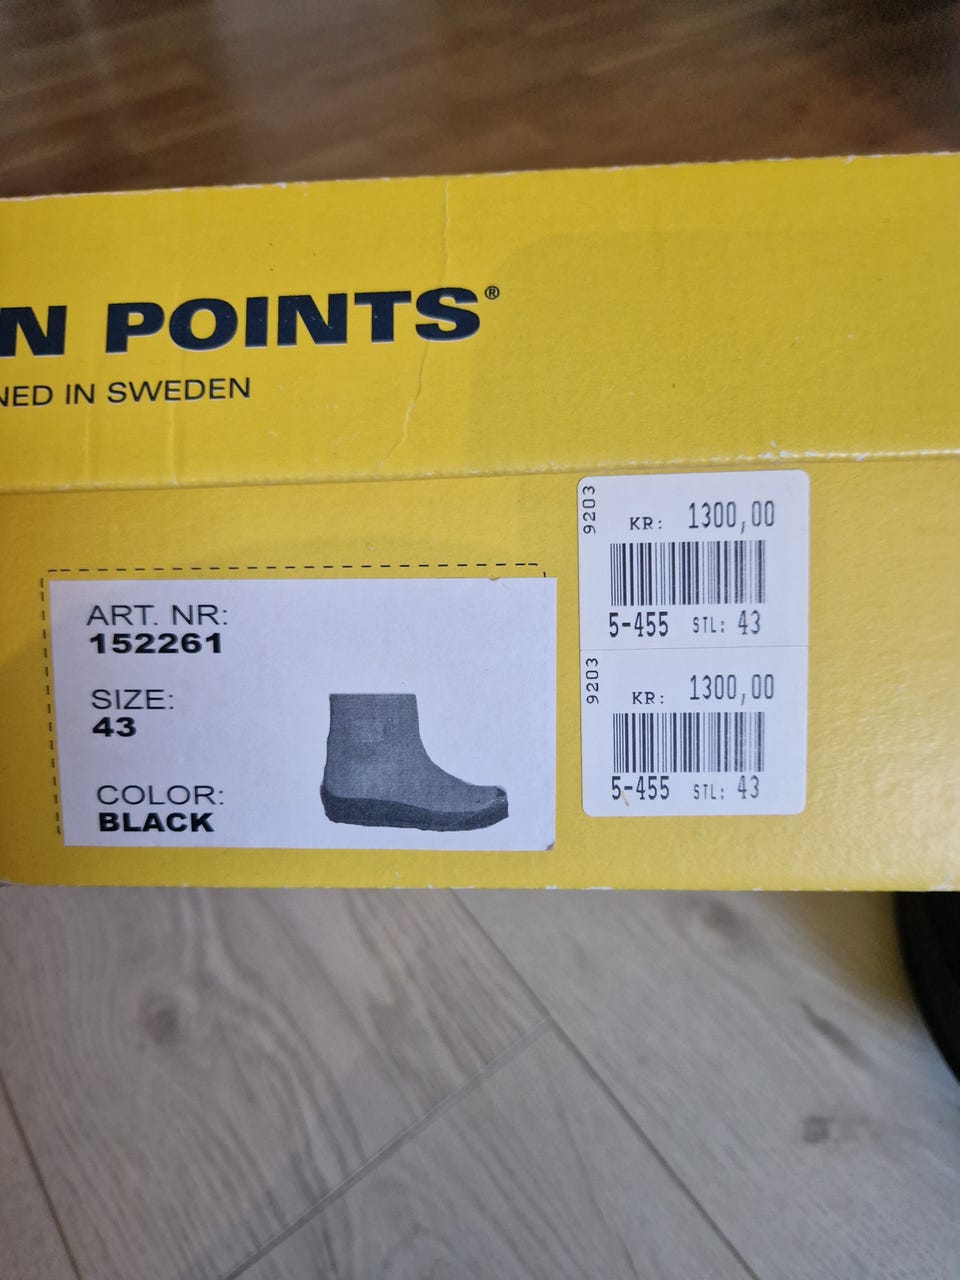 N POINTS®
NED IN SWEDEN
9203
KR: 1300,00
5-455 STL: 43
9203
KR: 1300,00
5-455 STL: 43
ART. NR:
152261
SIZE:
43
COLOR:
BLACK